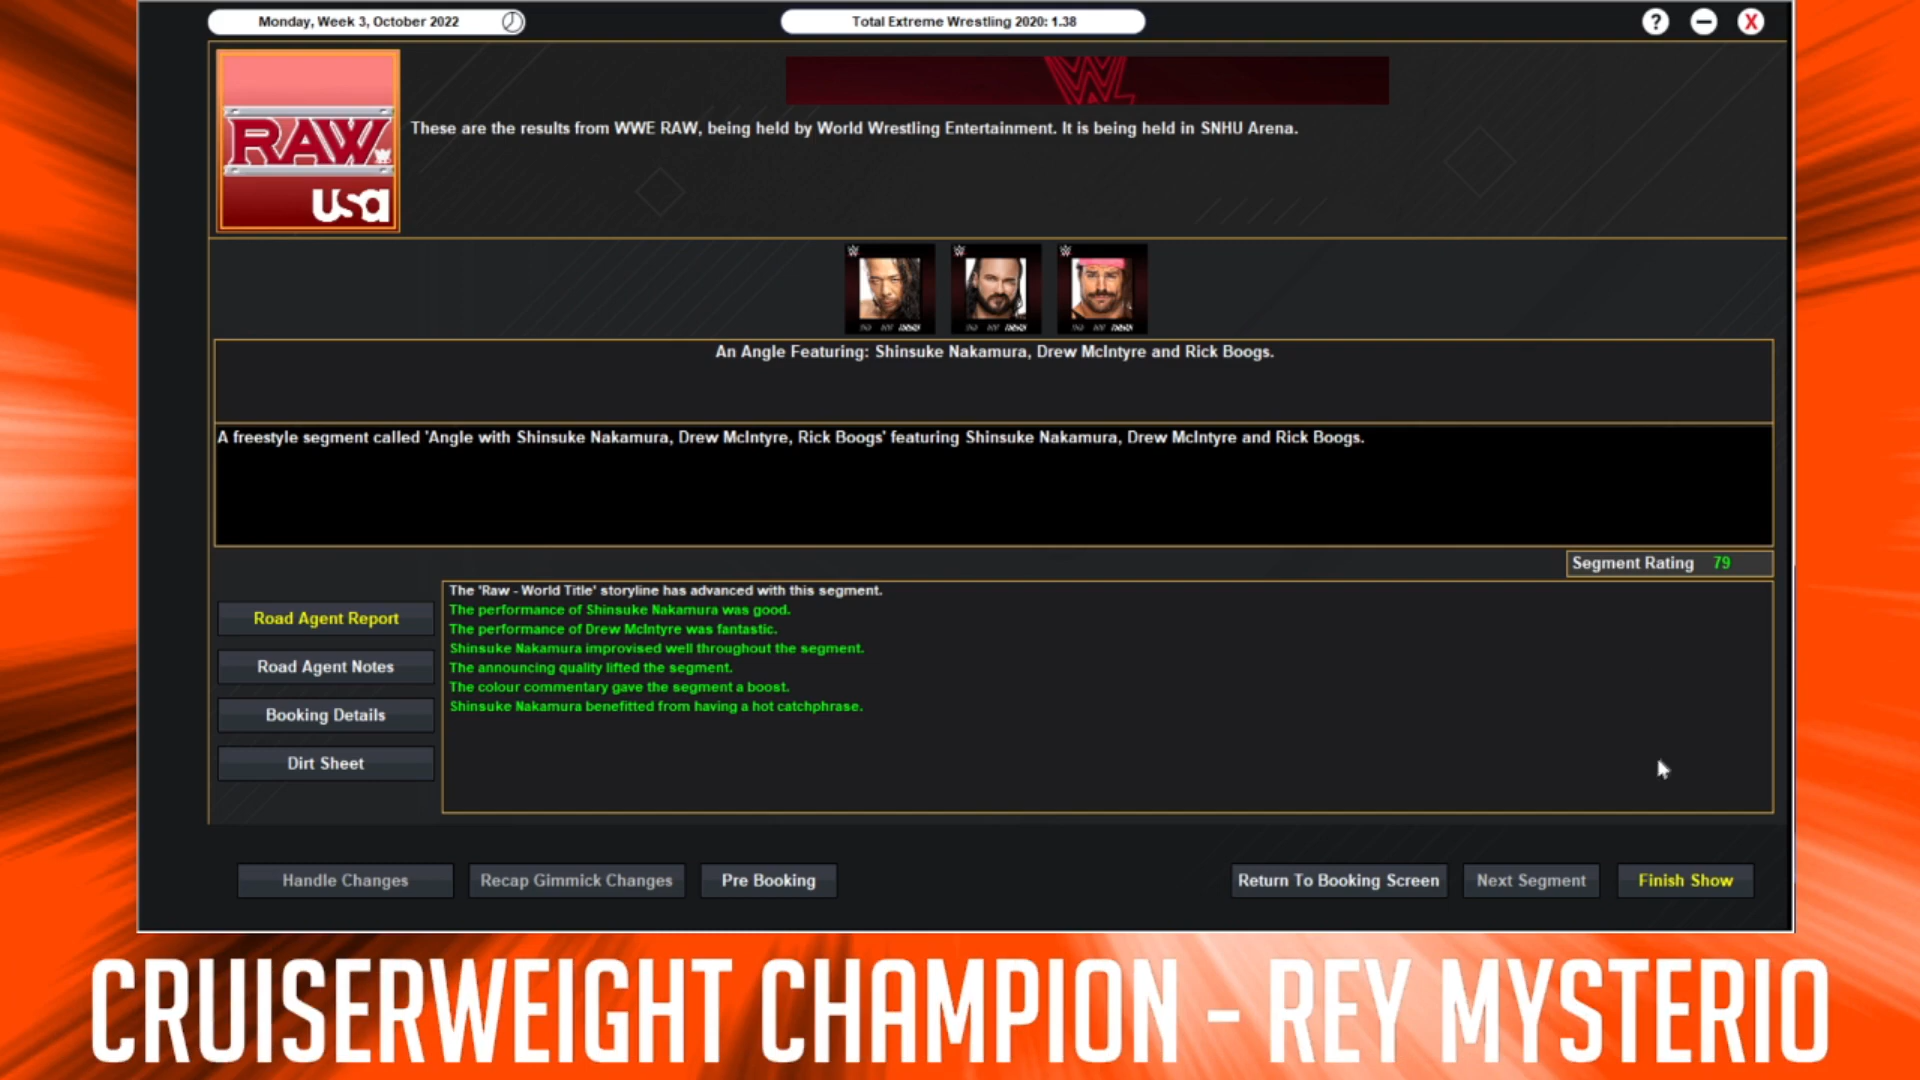 Monday, Week 3, October 2022
Total Extreme Wrestling 2020: 1.38
?
X
RAW
usa
These are the results from WWE RAW, being held by World Wrestling Entertainment. It is being held in SNHU Arena.
An Angle Featuring: Shinsuke Nakamura, Drew McIntyre and Rick Boogs.
A freestyle segment called 'Angle with Shinsuke Nakamura, Drew McIntyre, Rick Boogs' featuring Shinsuke Nakamura, Drew McIntyre and Rick Boogs.
Segment Rating 79
Road Agent Report
Road Agent Notes
Booking Details
Dirt Sheet
The 'Raw - World Title' storyline has advanced with this segment.
The performance of Shinsuke Nakamura was good.
The performance of Drew McIntyre was fantastic.
Shinsuke Nakamura improvised well throughout the segment.
The announcing quality lifted the segment.
The colour commentary gave the segment a boost.
Shinsuke Nakamura benefitted from having a hot catchphrase.
Handle Changes
Recap Gimmick Changes
Pre Booking
Return To Booking Screen
Next Segment
Finish Show
CRUISERWEIGHT CHAMPION - REY MYSTERIO